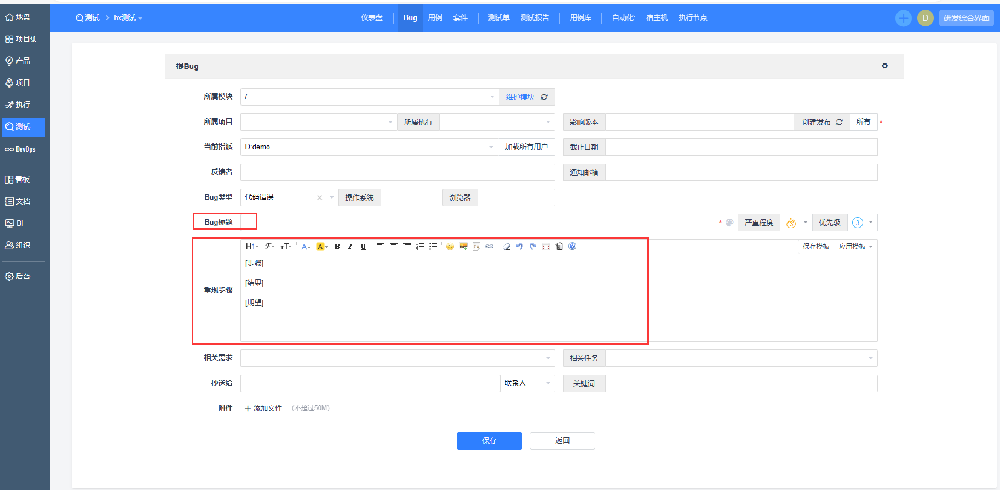 地盘
项目集
产品
项目
执行
测试
DevOps
看板
文档
BI
组织
后台
测试 > hx测试
仪表盘 Bug 用例 套件 测试单 测试报告 用例库 自动化: 宿主机 执行节点
D 研发综合界面
提Bug
所属模块 / 维护模块
所属项目 所属执行 影响版本 创建发布 所有 *
当前指派 D:demo 加载所有用户 截止日期
反馈者 通知邮箱
Bug类型 代码错误 × 操作系统 浏览器
Bug标题 * 严重程度 3 优先级 3
H1 F TT A A B I U C# 保存模板 应用模板
重现步骤
[步骤]
[结果]
[期望]
相关需求 相关任务
抄送给 联系人 关键词
附件 + 添加文件 (不超过50M)
保存 返回